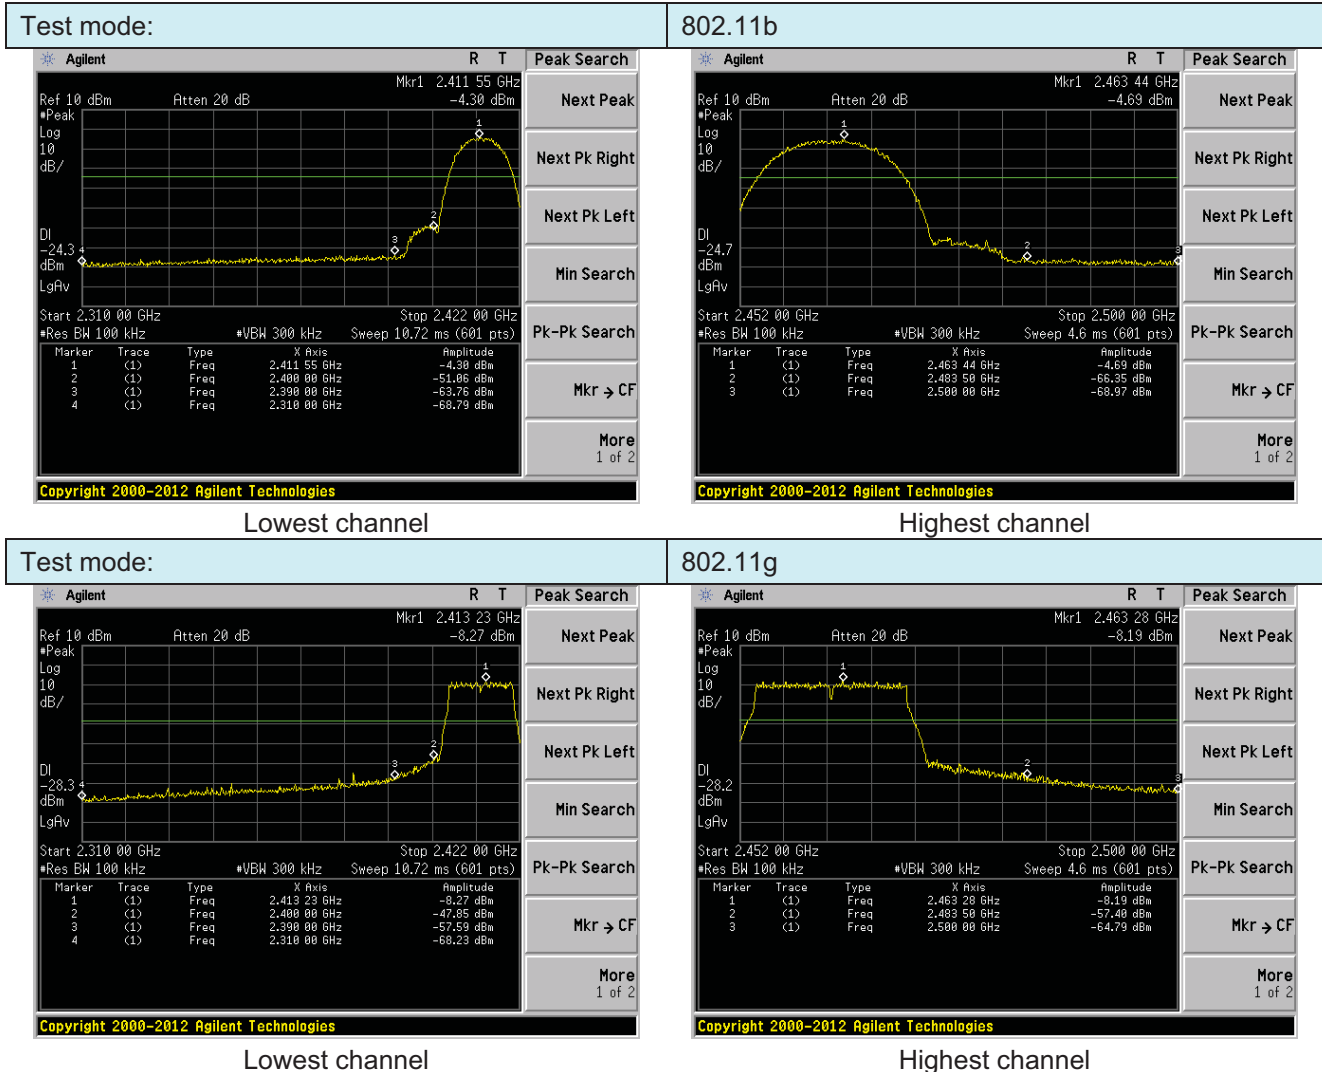 Test mode: 802.11b
Agilent R T Peak Search
Mkr1 2.411 55 GHz
Ref 10 dBm Atten 20 dB -4.30 dBm
#Peak
Log
10
dB/
DI
-24.3
dBm
LgAv
1
2
3
4
Start 2.310 00 GHz Stop 2.422 00 GHz
#Res BW 100 kHz #VBW 300 kHz Sweep 10.72 ms (601 pts)
Marker Trace Type X Axis Amplitude
1 (1) Freq 2.411 55 GHz -4.30 dBm
2 (1) Freq 2.400 00 GHz -51.06 dBm
3 (1) Freq 2.390 00 GHz -63.76 dBm
4 (1) Freq 2.310 00 GHz -68.79 dBm
Next Peak
Next Pk Right
Next Pk Left
Min Search
Pk-Pk Search
Mkr → CF
More
1 of 2
Copyright 2000-2012 Agilent Technologies
Lowest channel
Agilent R T Peak Search
Mkr1 2.463 44 GHz
Ref 10 dBm Atten 20 dB -4.69 dBm
#Peak
Log
10
dB/
DI
-24.7
dBm
LgAv
1
2
3
Start 2.452 00 GHz Stop 2.500 00 GHz
#Res BW 100 kHz #VBW 300 kHz Sweep 4.6 ms (601 pts)
Marker Trace Type X Axis Amplitude
1 (1) Freq 2.463 44 GHz -4.69 dBm
2 (1) Freq 2.483 50 GHz -66.35 dBm
3 (1) Freq 2.500 00 GHz -68.97 dBm
Next Peak
Next Pk Right
Next Pk Left
Min Search
Pk-Pk Search
Mkr → CF
More
1 of 2
Copyright 2000-2012 Agilent Technologies
Highest channel
Test mode: 802.11g
Agilent R T Peak Search
Mkr1 2.413 23 GHz
Ref 10 dBm Atten 20 dB -8.27 dBm
#Peak
Log
10
dB/
DI
-28.3
dBm
LgAv
1
2
3
4
Start 2.310 00 GHz Stop 2.422 00 GHz
#Res BW 100 kHz #VBW 300 kHz Sweep 10.72 ms (601 pts)
Marker Trace Type X Axis Amplitude
1 (1) Freq 2.413 23 GHz -8.27 dBm
2 (1) Freq 2.400 00 GHz -47.85 dBm
3 (1) Freq 2.390 00 GHz -57.59 dBm
4 (1) Freq 2.310 00 GHz -68.23 dBm
Next Peak
Next Pk Right
Next Pk Left
Min Search
Pk-Pk Search
Mkr → CF
More
1 of 2
Copyright 2000-2012 Agilent Technologies
Lowest channel
Agilent R T Peak Search
Mkr1 2.463 28 GHz
Ref 10 dBm Atten 20 dB -8.19 dBm
#Peak
Log
10
dB/
DI
-28.2
dBm
LgAv
1
2
3
Start 2.452 00 GHz Stop 2.500 00 GHz
#Res BW 100 kHz #VBW 300 kHz Sweep 4.6 ms (601 pts)
Marker Trace Type X Axis Amplitude
1 (1) Freq 2.463 28 GHz -8.19 dBm
2 (1) Freq 2.483 50 GHz -57.40 dBm
3 (1) Freq 2.500 00 GHz -64.79 dBm
Next Peak
Next Pk Right
Next Pk Left
Min Search
Pk-Pk Search
Mkr → CF
More
1 of 2
Copyright 2000-2012 Agilent Technologies
Highest channel